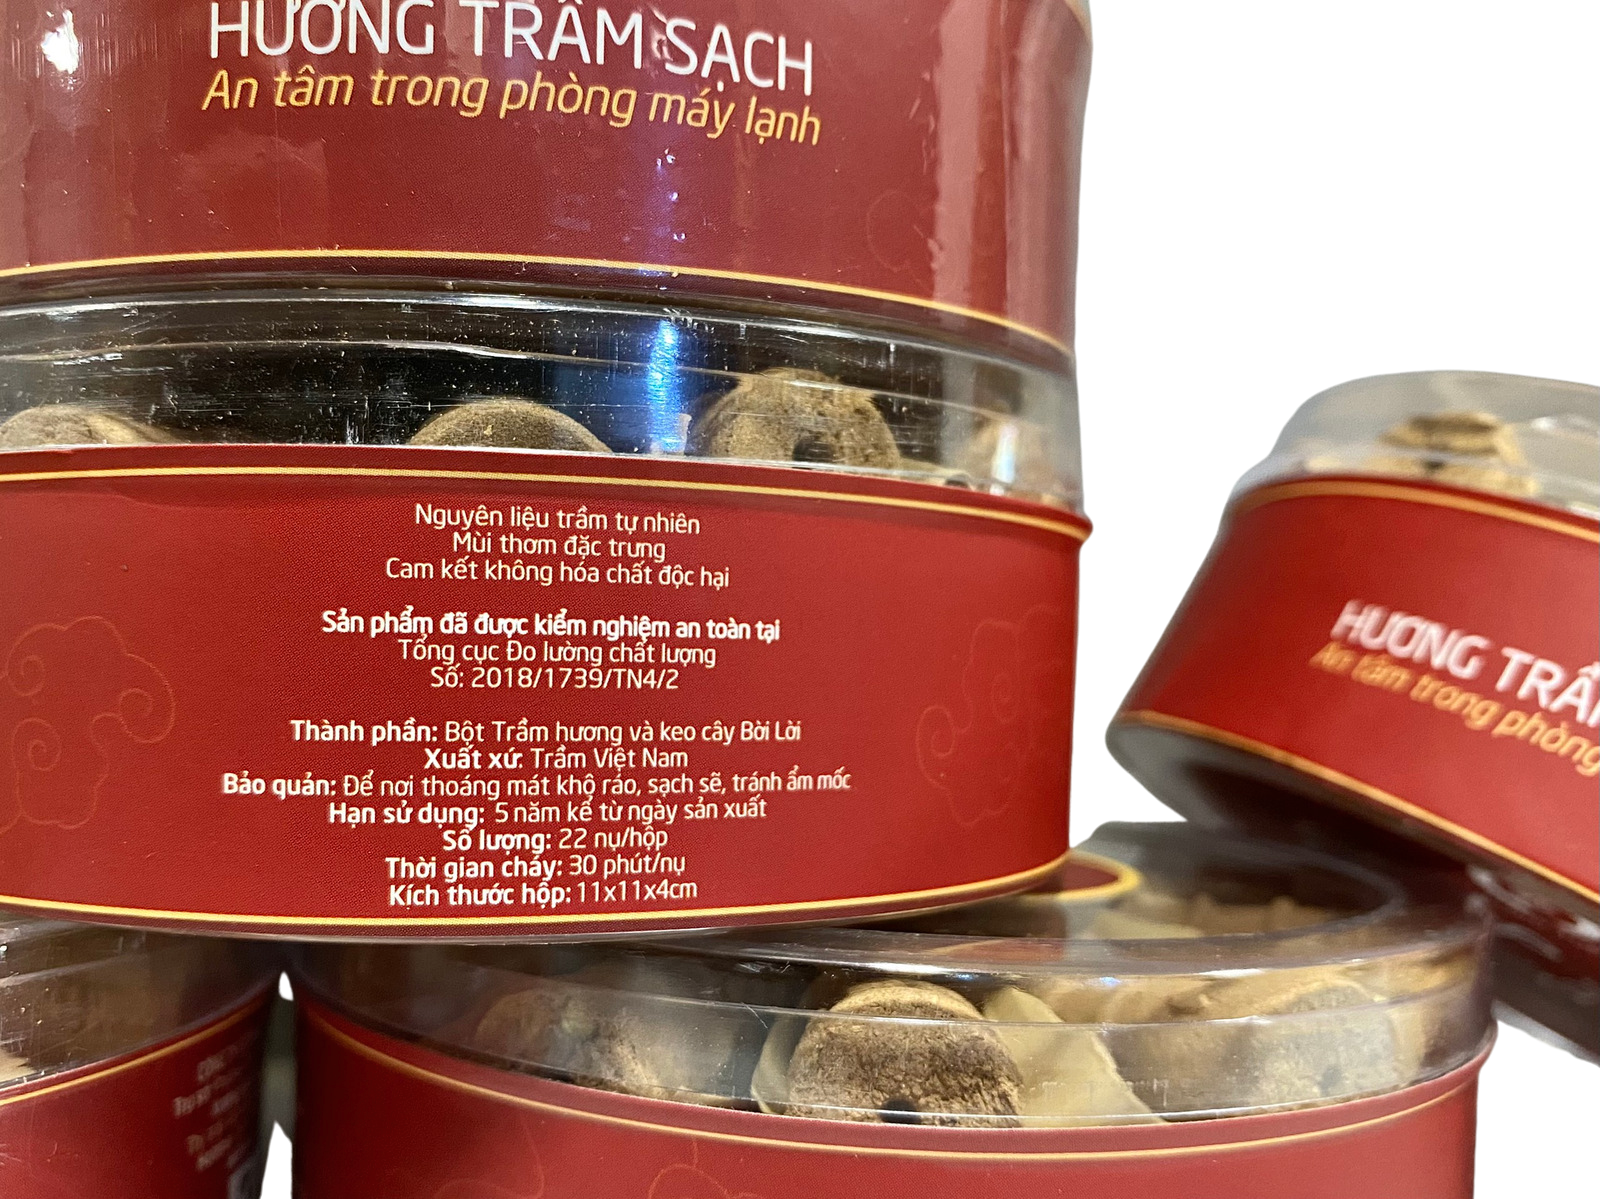 HƯƠNG TRẦM SẠCH
An tâm trong phòng máy lạnh
Nguyên liệu trầm tự nhiên
Mùi thơm đặc trưng
Cam kết không hóa chất độc hại
Sản phẩm đã được kiểm nghiệm an toàn tại
Tổng cục Đo lường chất lượng
Số: 2018/1739/TN4/2
Thành phần: Bột Trầm hương và keo cây Bời Lời
Xuất xứ: Trầm Việt Nam
Bảo quản: Để nơi thoáng mát khô ráo, sạch sẽ, tránh ẩm mốc
Hạn sử dụng: 5 năm kể từ ngày sản xuất
Số lượng: 22 nụ/hộp
Thời gian cháy: 30 phút/nụ
Kích thước hộp: 11x11x4cm
HƯƠNG TRẦM
An tâm trong phòng